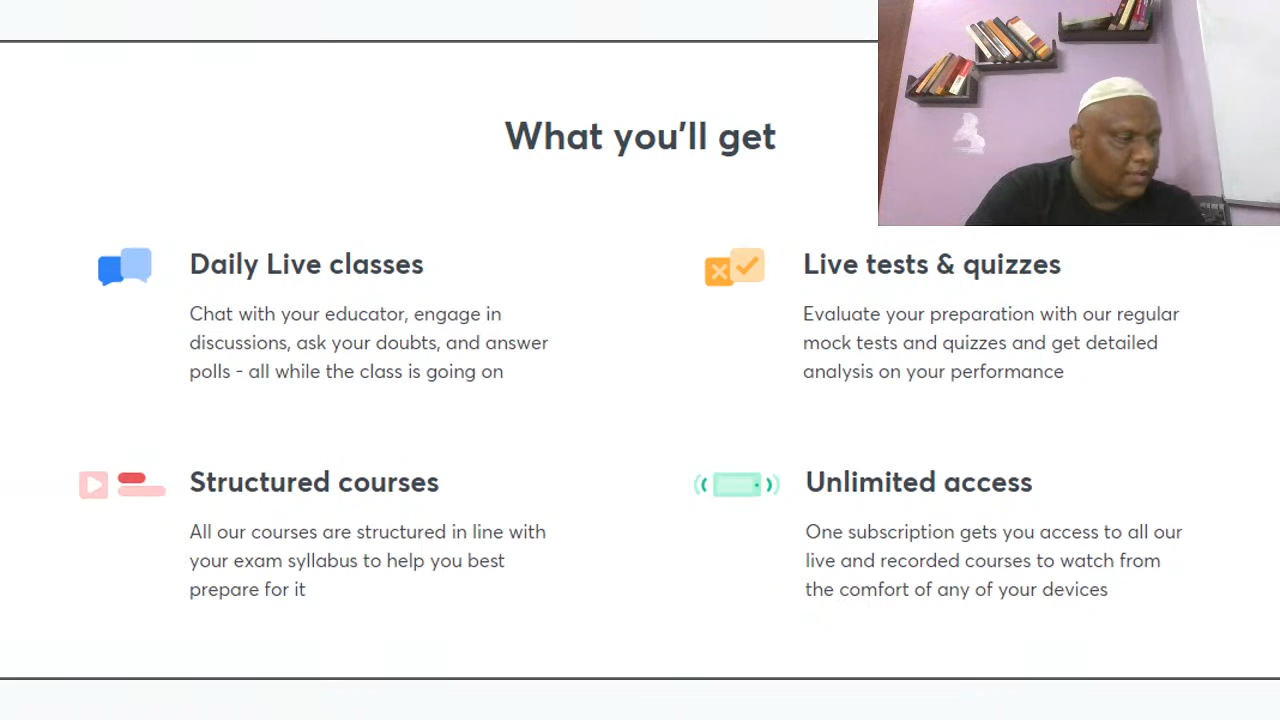 What you'll get
Daily Live classes
Chat with your educator, engage in
discussions, ask your doubts, and answer
polls - all while the class is going on
Live tests & quizzes
Evaluate your preparation with our regular
mock tests and quizzes and get detailed
analysis on your performance
Structured courses
All our courses are structured in line with
your exam syllabus to help you best
prepare for it
Unlimited access
One subscription gets you access to all our
live and recorded courses to watch from
the comfort of any of your devices